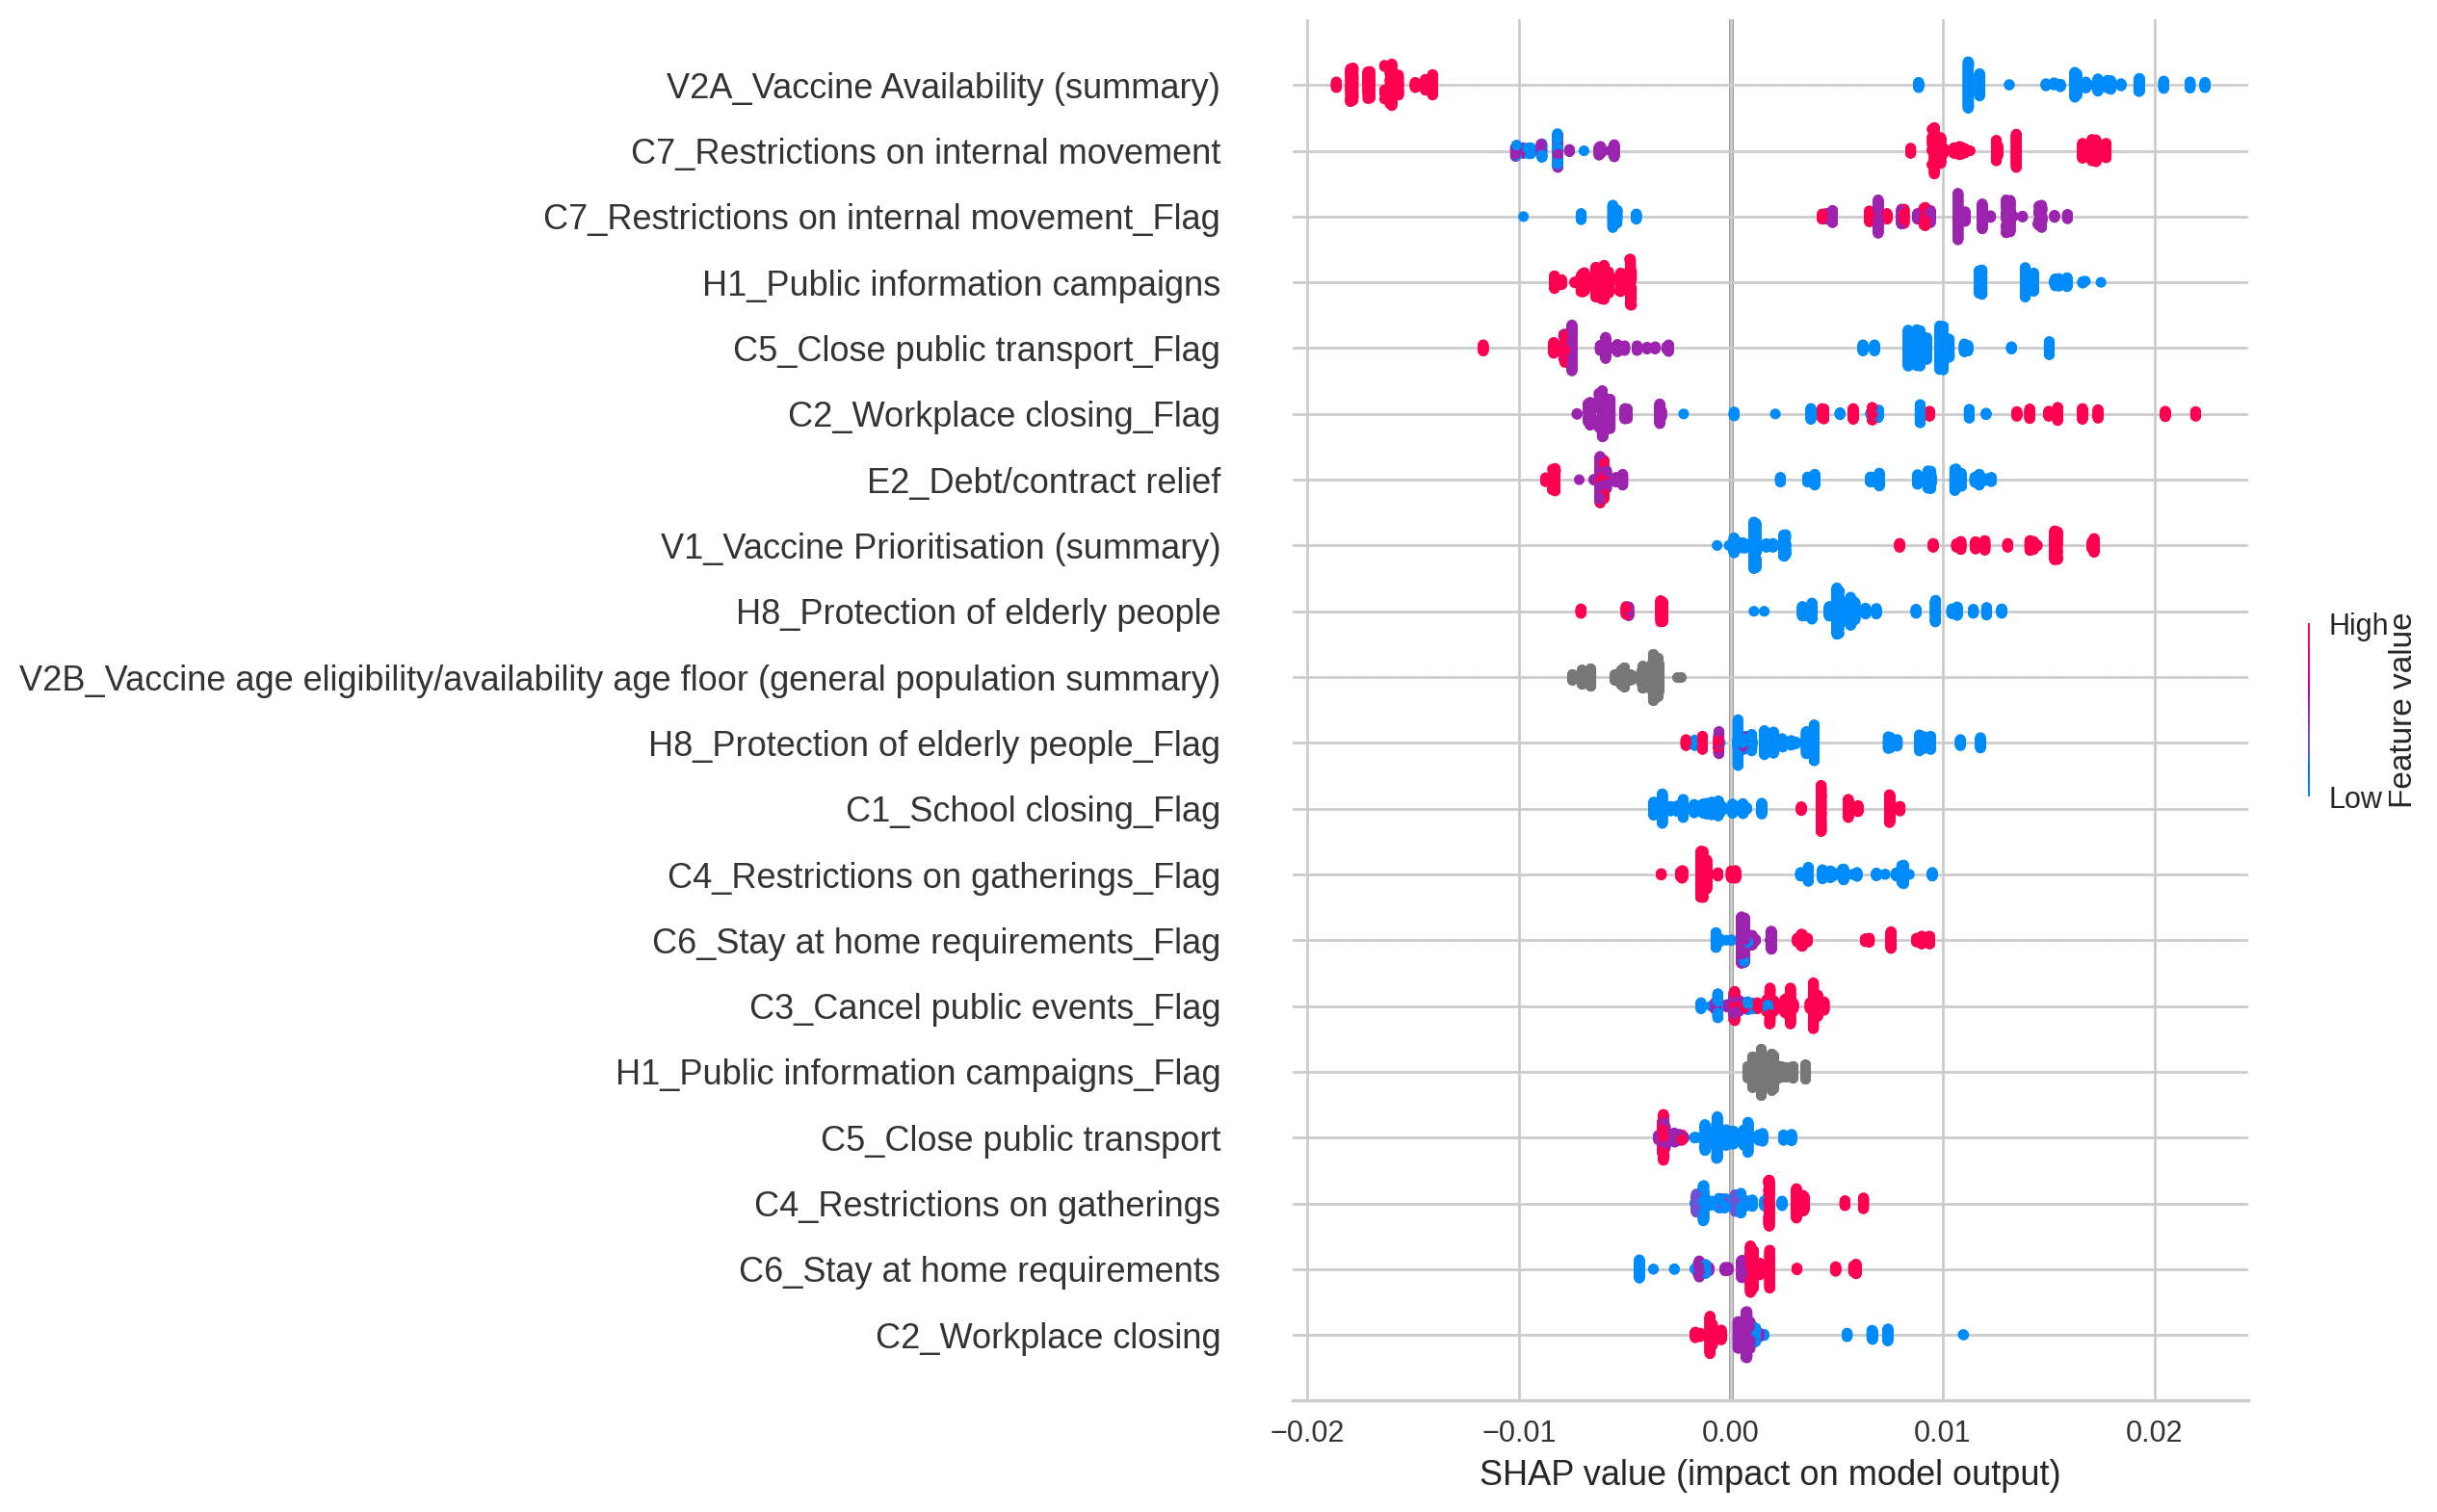 V2A_Vaccine Availability (summary)
C7_Restrictions on internal movement
C7_Restrictions on internal movement_Flag
H1_Public information campaigns
C5_Close public transport_Flag
C2_Workplace closing_Flag
E2_Debt/contract relief
V1_Vaccine Prioritisation (summary)
H8_Protection of elderly people
V2B_Vaccine age eligibility/availability age floor (general population summary)
H8_Protection of elderly people_Flag
C1_School closing_Flag
C4_Restrictions on gatherings_Flag
C6_Stay at home requirements_Flag
C3_Cancel public events_Flag
H1_Public information campaigns_Flag
C5_Close public transport
C4_Restrictions on gatherings
C6_Stay at home requirements
C2_Workplace closing
−0.02 −0.01 0.00 0.01 0.02
SHAP value (impact on model output)
High
Low
Feature value